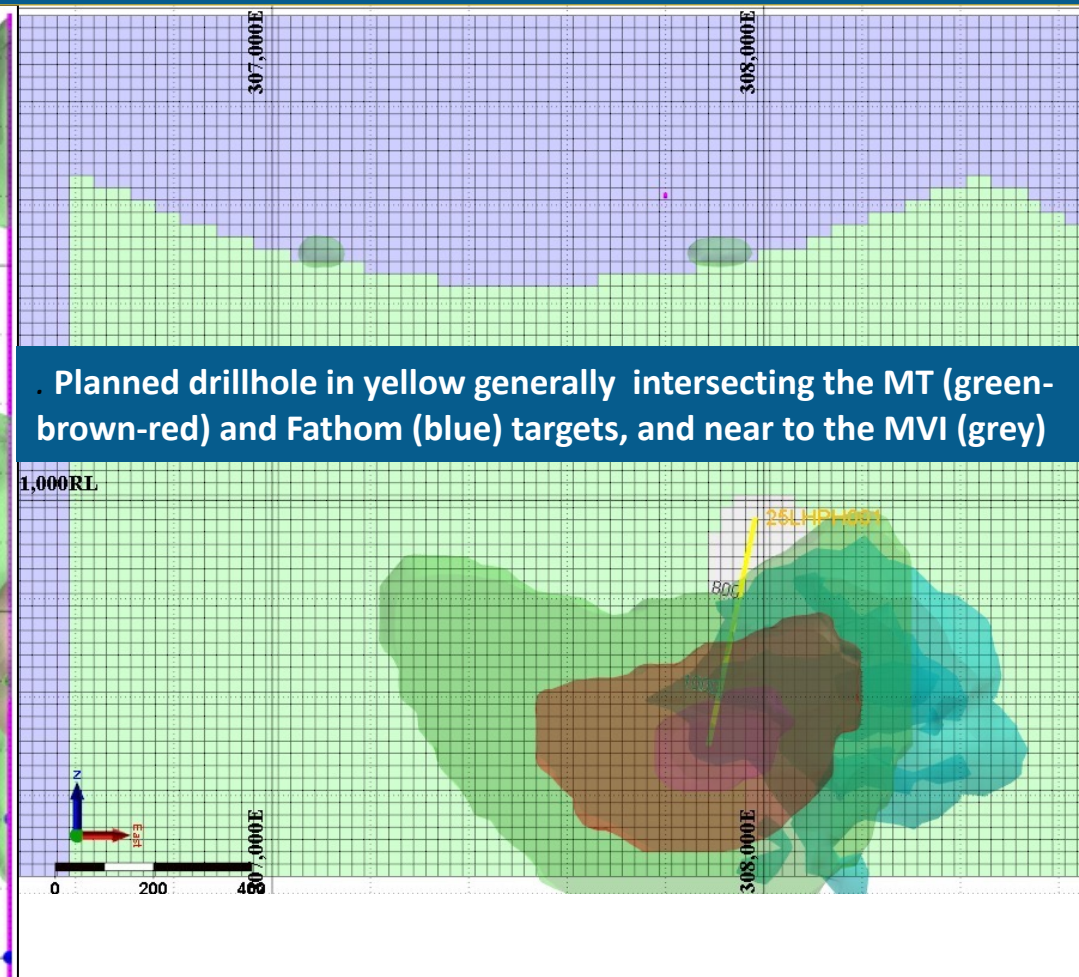 307,000E
308,000E
. Planned drillhole in yellow generally intersecting the MT (green-
brown-red) and Fathom (blue) targets, and near to the MVI (grey)
1,000RL
25LHPH001
800
Z
East
308,000E
0
200